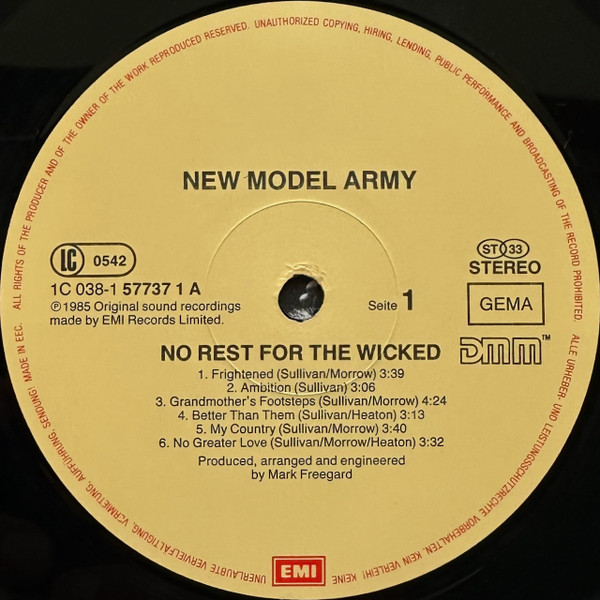 ALL RIGHTS OF THE PRODUCER AND OF THE OWNER OF THE WORK REPRODUCED RESERVED. UNAUTHORIZED COPYING, HIRING, LENDING, PUBLIC PERFORMANCE AND BROADCASTING OF THE RECORD PROHIBITED.
ALLE URHEBER- UND LEISTUNGSSCHUTZRECHTE VORBEHALTEN. KEIN VERLEIH! KEINE UNERLAUBTE VERVIELFÄLTIGUNG, VERMIETUNG, AUFFÜHRUNG, SENDUNG! MADE IN EEC.
NEW MODEL ARMY
LC 0542
ST 33
STEREO
1C 038-1 57737 1 A
℗ 1985 Original sound recordings
made by EMI Records Limited.
Seite 1
GEMA
NO REST FOR THE WICKED
DMM™
1. Frightened (Sullivan/Morrow) 3:39
2. Ambition (Sullivan) 3:06
3. Grandmother's Footsteps (Sullivan/Morrow) 4:24
4. Better Than Them (Sullivan/Heaton) 3:13
5. My Country (Sullivan/Morrow) 3:40
6. No Greater Love (Sullivan/Morrow/Heaton) 3:32
Produced, arranged and engineered
by Mark Freegard
EMI